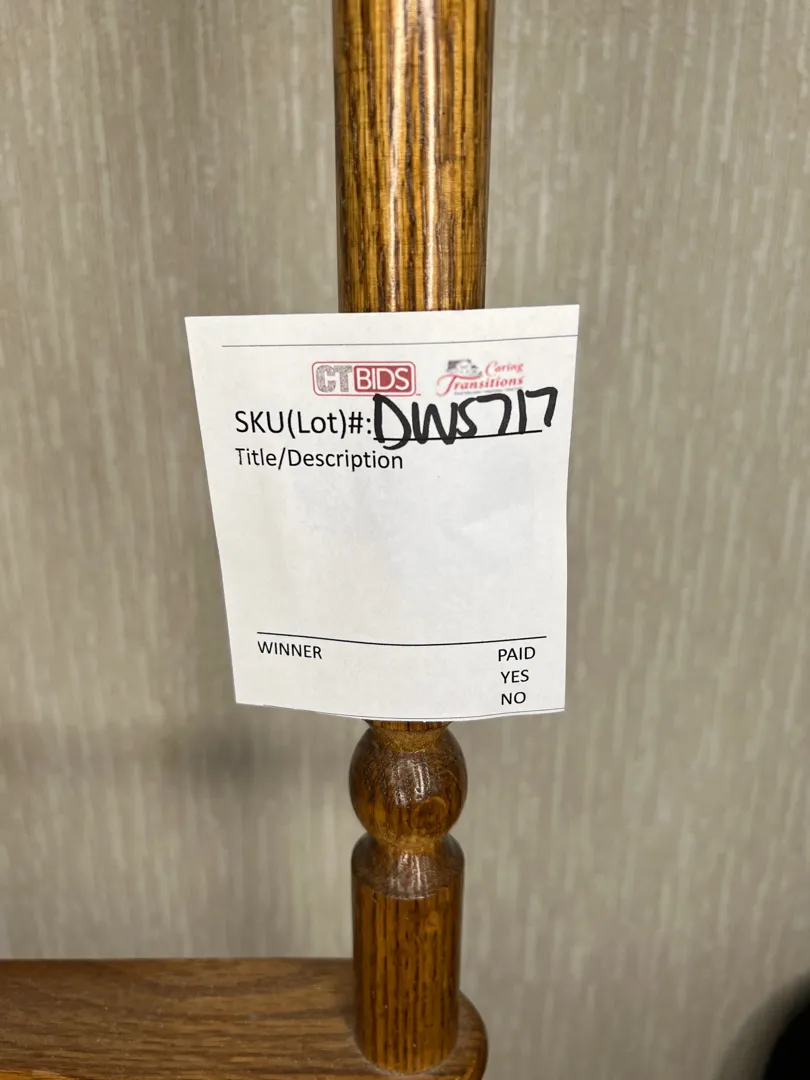 CTBIDS
Caring
Transitions
SKU(Lot)#: DWS717
Title/Description
WINNER
PAID
YES
NO